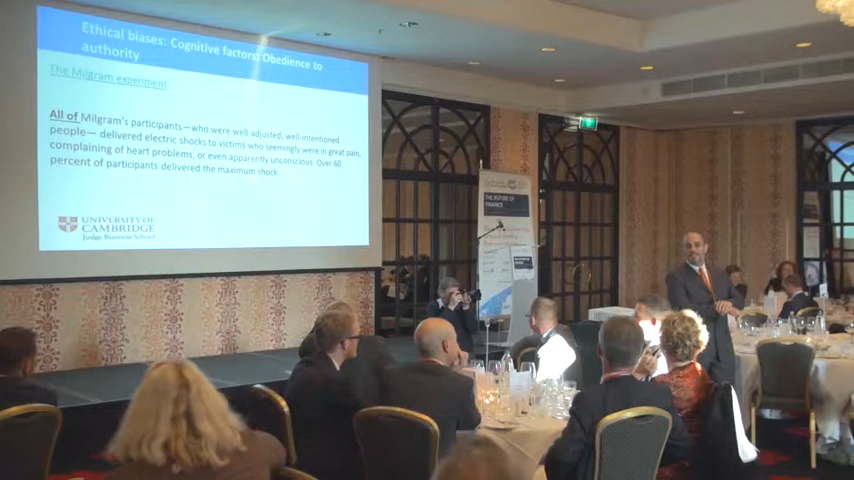 Ethical biases: Cognitive factors: Obedience to
authority
The Milgram experiment
All of Milgram's participants—who were well-adjusted, well-intentioned
people— delivered electric shocks to victims who seemingly were in great pain,
complaining of heart problems, or even apparently unconscious. Over 60
percent of participants delivered the maximum shock.
UNIVERSITY OF
CAMBRIDGE
Judge Business School
THE FUTURE OF
FINANCE